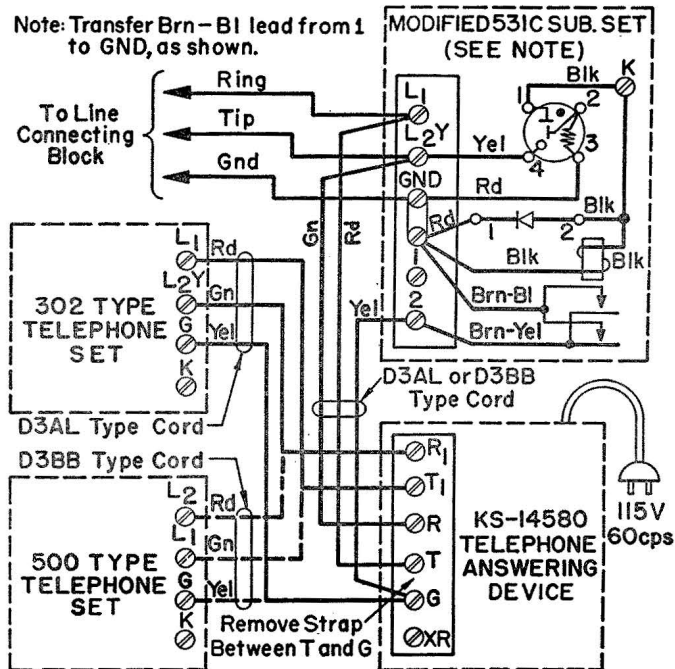 Note: Transfer Brn-Bl lead from 1
to GND, as shown.
MODIFIED 531C SUB. SET
(SEE NOTE)
Ring
Tip
Gnd
To Line
Connecting
Block
L1
L2Y
GND
1
2
Yel
Rd
Blk
K
1
2
3
4
Rd
1
2
Blk
Blk
Blk
Brn-Bl
Brn-Yel
Yel
Gn
Rd
302 TYPE
TELEPHONE
SET
L1
L2Y
G
K
Rd
Gn
Yel
D3AL Type Cord
D3BB Type Cord
D3AL or D3BB
Type Cord
500 TYPE
TELEPHONE
SET
L2
L1
G
K
Rd
Gn
Yel
Remove Strap
Between T and G
R1
T1
R
T
G
XR
KS-14580
TELEPHONE
ANSWERING
DEVICE
115V
60cps